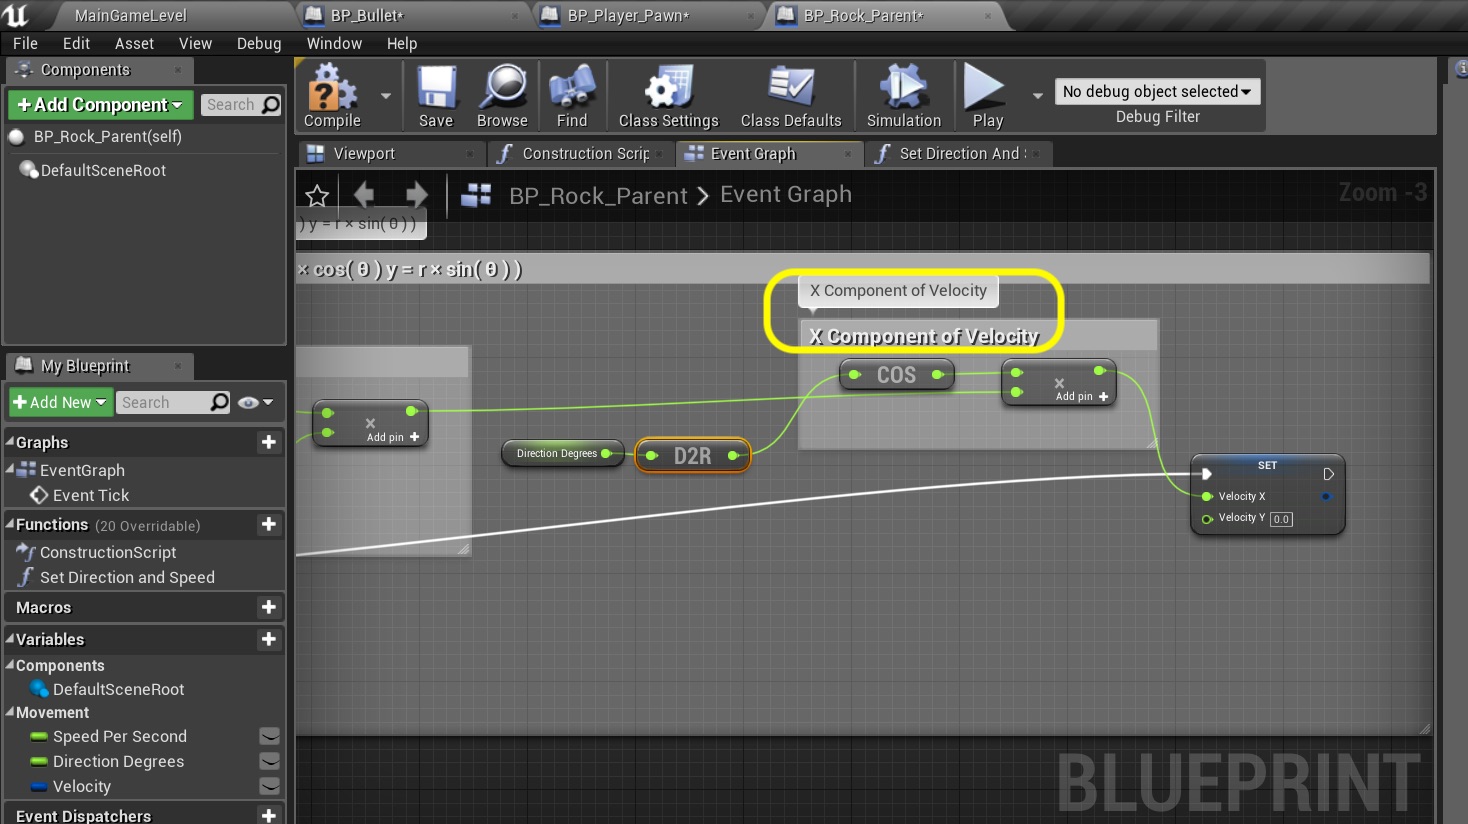 MainGameLevel
BP_Bullet*
BP_Player_Pawn*
BP_Rock_Parent*
File Edit Asset View Debug Window Help
Components
Add Component
Search
BP_Rock_Parent(self)
DefaultSceneRoot
Compile
Save
Browse
Find
Class Settings
Class Defaults
Simulation
Play
No debug object selected
Debug Filter
Viewport
Construction Scrip
Event Graph
Set Direction And
BP_Rock_Parent > Event Graph
Zoom -3
) y = r × sin( θ ) )
× cos( θ ) y = r × sin( θ ) )
X Component of Velocity
X Component of Velocity
COS
×
Add pin +
×
Add pin +
Direction Degrees
D2R
SET
Velocity X
Velocity Y 0.0
My Blueprint
Add New
Search
Graphs
EventGraph
Event Tick
Functions (20 Overridable)
ConstructionScript
Set Direction and Speed
Macros
Variables
Components
DefaultSceneRoot
Movement
Speed Per Second
Direction Degrees
Velocity
Event Dispatchers
BLUEPRINT